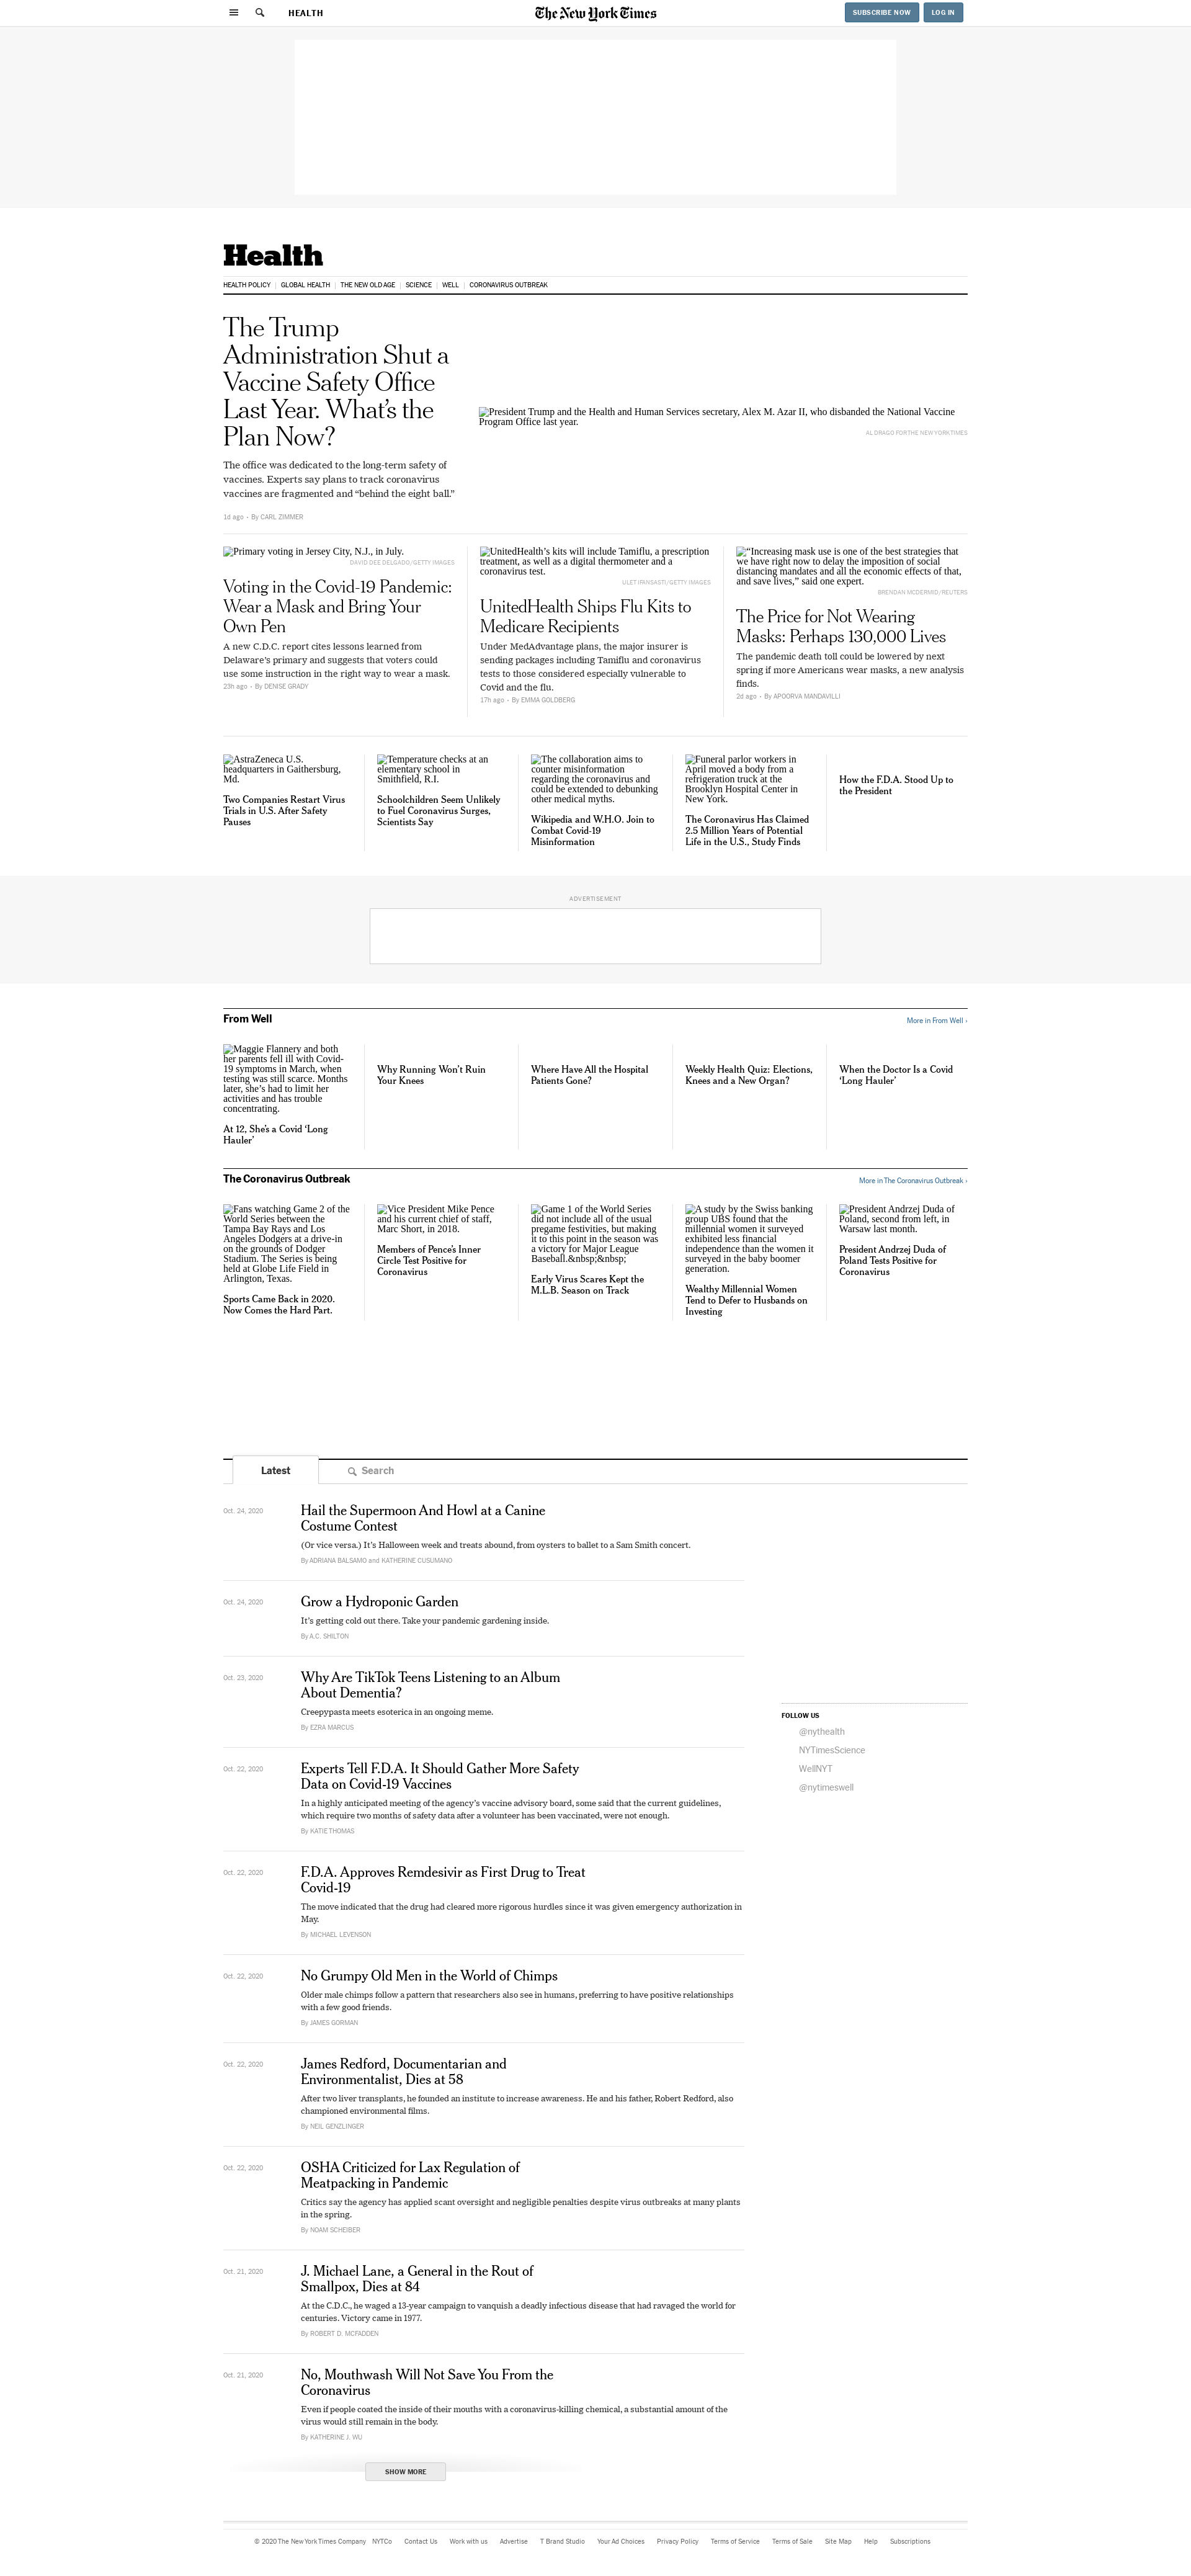 HEALTH
The New York Times
SUBSCRIBE NOW
LOG IN
Health
HEALTH POLICY
GLOBAL HEALTH
THE NEW OLD AGE
SCIENCE
WELL
CORONAVIRUS OUTBREAK
The Trump
Administration Shut a
Vaccine Safety Office
Last Year. What’s the
Plan Now?
The office was dedicated to the long-term safety of
vaccines. Experts say plans to track coronavirus
vaccines are fragmented and “behind the eight ball.”
1d ago • By CARL ZIMMER
President Trump and the Health and Human Services secretary, Alex M. Azar II, who disbanded the National Vaccine
Program Office last year.
AL DRAGO FOR THE NEW YORK TIMES
Primary voting in Jersey City, N.J., in July.
DAVID DEE DELGADO/GETTY IMAGES
Voting in the Covid-19 Pandemic:
Wear a Mask and Bring Your
Own Pen
A new C.D.C. report cites lessons learned from
Delaware’s primary and suggests that voters could
use some instruction in the right way to wear a mask.
23h ago • By DENISE GRADY
UnitedHealth’s kits will include Tamiflu, a prescription
treatment, as well as a digital thermometer and a
coronavirus test.
ULET IFANSASTI/GETTY IMAGES
UnitedHealth Ships Flu Kits to
Medicare Recipients
Under MedAdvantage plans, the major insurer is
sending packages including Tamiflu and coronavirus
tests to those considered especially vulnerable to
Covid and the flu.
17h ago • By EMMA GOLDBERG
“Increasing mask use is one of the best strategies that
we have right now to delay the imposition of social
distancing mandates and all the economic effects of that,
and save lives,” said one expert.
BRENDAN MCDERMID/REUTERS
The Price for Not Wearing
Masks: Perhaps 130,000 Lives
The pandemic death toll could be lowered by next
spring if more Americans wear masks, a new analysis
finds.
2d ago • By APOORVA MANDAVILLI
AstraZeneca U.S.
headquarters in Gaithersburg,
Md.
Two Companies Restart Virus
Trials in U.S. After Safety
Pauses
Temperature checks at an
elementary school in
Smithfield, R.I.
Schoolchildren Seem Unlikely
to Fuel Coronavirus Surges,
Scientists Say
The collaboration aims to
counter misinformation
regarding the coronavirus and
could be extended to debunking
other medical myths.
Wikipedia and W.H.O. Join to
Combat Covid-19
Misinformation
Funeral parlor workers in
April moved a body from a
refrigeration truck at the
Brooklyn Hospital Center in
New York.
The Coronavirus Has Claimed
2.5 Million Years of Potential
Life in the U.S., Study Finds
How the F.D.A. Stood Up to
the President
ADVERTISEMENT
From Well
More in From Well ›
Maggie Flannery and both
her parents fell ill with Covid-
19 symptoms in March, when
testing was still scarce. Months
later, she’s had to limit her
activities and has trouble
concentrating.
At 12, She’s a Covid ‘Long
Hauler’
Why Running Won’t Ruin
Your Knees
Where Have All the Hospital
Patients Gone?
Weekly Health Quiz: Elections,
Knees and a New Organ?
When the Doctor Is a Covid
‘Long Hauler’
The Coronavirus Outbreak
More in The Coronavirus Outbreak ›
Fans watching Game 2 of the
World Series between the
Tampa Bay Rays and Los
Angeles Dodgers at a drive-in
on the grounds of Dodger
Stadium. The Series is being
held at Globe Life Field in
Arlington, Texas.
Sports Came Back in 2020.
Now Comes the Hard Part.
Vice President Mike Pence
and his current chief of staff,
Marc Short, in 2018.
Members of Pence’s Inner
Circle Test Positive for
Coronavirus
Game 1 of the World Series
did not include all of the usual
pregame festivities, but making
it to this point in the season was
a victory for Major League
Baseball.&nbsp;&nbsp;
Early Virus Scares Kept the
M.L.B. Season on Track
A study by the Swiss banking
group UBS found that the
millennial women it surveyed
exhibited less financial
independence than the women it
surveyed in the baby boomer
generation.
Wealthy Millennial Women
Tend to Defer to Husbands on
Investing
President Andrzej Duda of
Poland, second from left, in
Warsaw last month.
President Andrzej Duda of
Poland Tests Positive for
Coronavirus
Latest
Search
Oct. 24, 2020
Hail the Supermoon And Howl at a Canine
Costume Contest
(Or vice versa.) It’s Halloween week and treats abound, from oysters to ballet to a Sam Smith concert.
By ADRIANA BALSAMO and KATHERINE CUSUMANO
Oct. 24, 2020
Grow a Hydroponic Garden
It’s getting cold out there. Take your pandemic gardening inside.
By A.C. SHILTON
Oct. 23, 2020
Why Are TikTok Teens Listening to an Album
About Dementia?
Creepypasta meets esoterica in an ongoing meme.
By EZRA MARCUS
FOLLOW US
@nythealth
NYTimesScience
WellNYT
@nytimeswell
Oct. 22, 2020
Experts Tell F.D.A. It Should Gather More Safety
Data on Covid-19 Vaccines
In a highly anticipated meeting of the agency’s vaccine advisory board, some said that the current guidelines,
which require two months of safety data after a volunteer has been vaccinated, were not enough.
By KATIE THOMAS
Oct. 22, 2020
F.D.A. Approves Remdesivir as First Drug to Treat
Covid-19
The move indicated that the drug had cleared more rigorous hurdles since it was given emergency authorization in
May.
By MICHAEL LEVENSON
Oct. 22, 2020
No Grumpy Old Men in the World of Chimps
Older male chimps follow a pattern that researchers also see in humans, preferring to have positive relationships
with a few good friends.
By JAMES GORMAN
Oct. 22, 2020
James Redford, Documentarian and
Environmentalist, Dies at 58
After two liver transplants, he founded an institute to increase awareness. He and his father, Robert Redford, also
championed environmental films.
By NEIL GENZLINGER
Oct. 22, 2020
OSHA Criticized for Lax Regulation of
Meatpacking in Pandemic
Critics say the agency has applied scant oversight and negligible penalties despite virus outbreaks at many plants
in the spring.
By NOAM SCHEIBER
Oct. 21, 2020
J. Michael Lane, a General in the Rout of
Smallpox, Dies at 84
At the C.D.C., he waged a 13-year campaign to vanquish a deadly infectious disease that had ravaged the world for
centuries. Victory came in 1977.
By ROBERT D. MCFADDEN
Oct. 21, 2020
No, Mouthwash Will Not Save You From the
Coronavirus
Even if people coated the inside of their mouths with a coronavirus-killing chemical, a substantial amount of the
virus would still remain in the body.
By KATHERINE J. WU
SHOW MORE
© 2020 The New York Times Company
NYTCo
Contact Us
Work with us
Advertise
T Brand Studio
Your Ad Choices
Privacy Policy
Terms of Service
Terms of Sale
Site Map
Help
Subscriptions